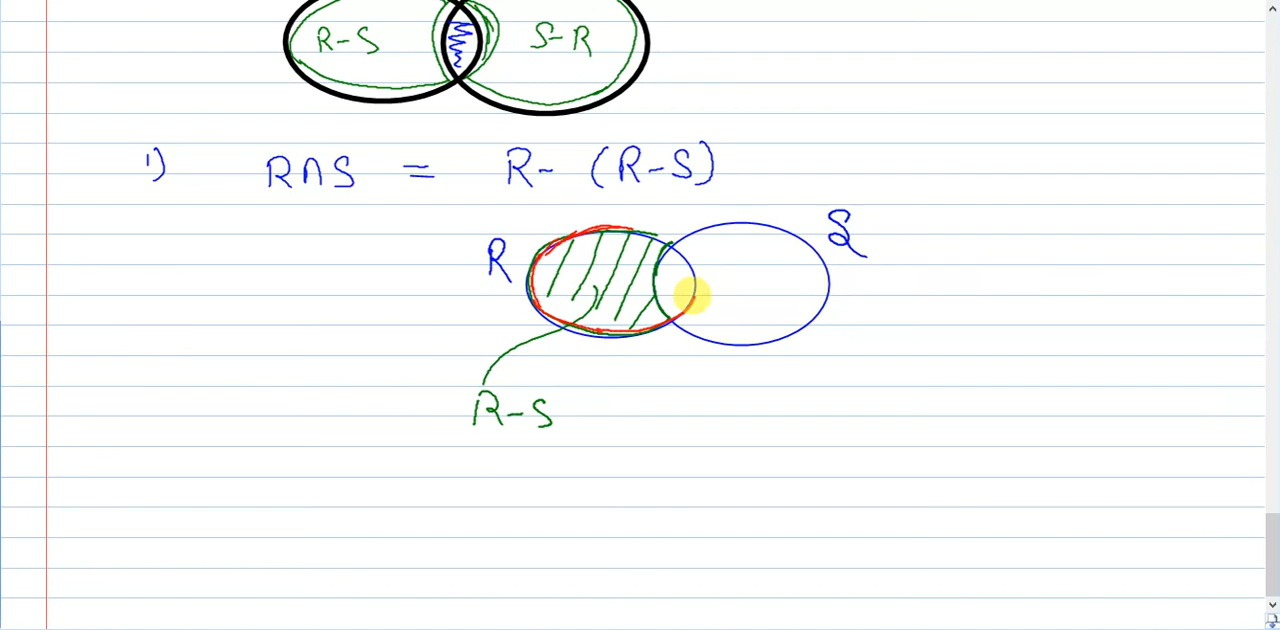 R-S S-R
1) R∩S = R- (R-S)
R S
R-S